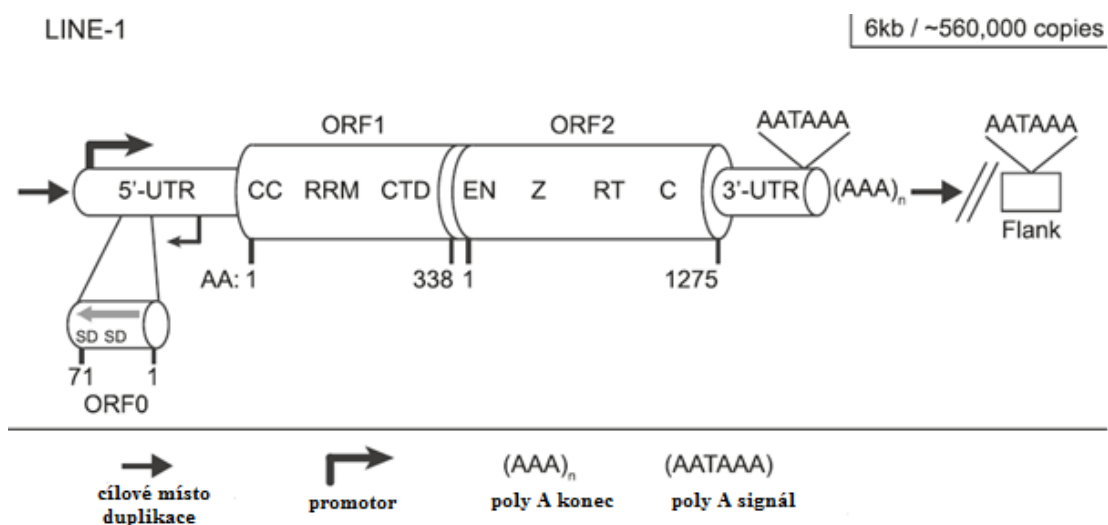 LINE-1
6kb / ~560,000 copies
AATAAA
AATAAA
ORF1
ORF2
5’-UTR
CC RRM CTD
EN Z RT C
3’-UTR
(AAA)n
Flank
AA: 1
338 1
1275
SD SD
71 1
ORF0
(AAA)n
(AATAAA)
cílové místo
duplikace
promotor
poly A konec
poly A signál